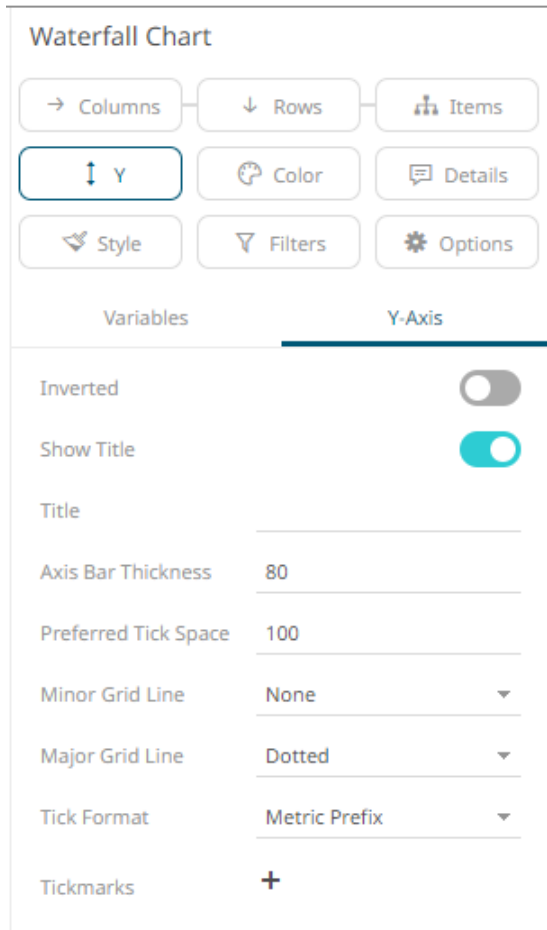 Waterfall Chart
Columns Rows Items
Y Color Details
Style Filters Options
Variables Y-Axis
Inverted
Show Title
Title
Axis Bar Thickness 80
Preferred Tick Space 100
Minor Grid Line None
Major Grid Line Dotted
Tick Format Metric Prefix
Tickmarks +